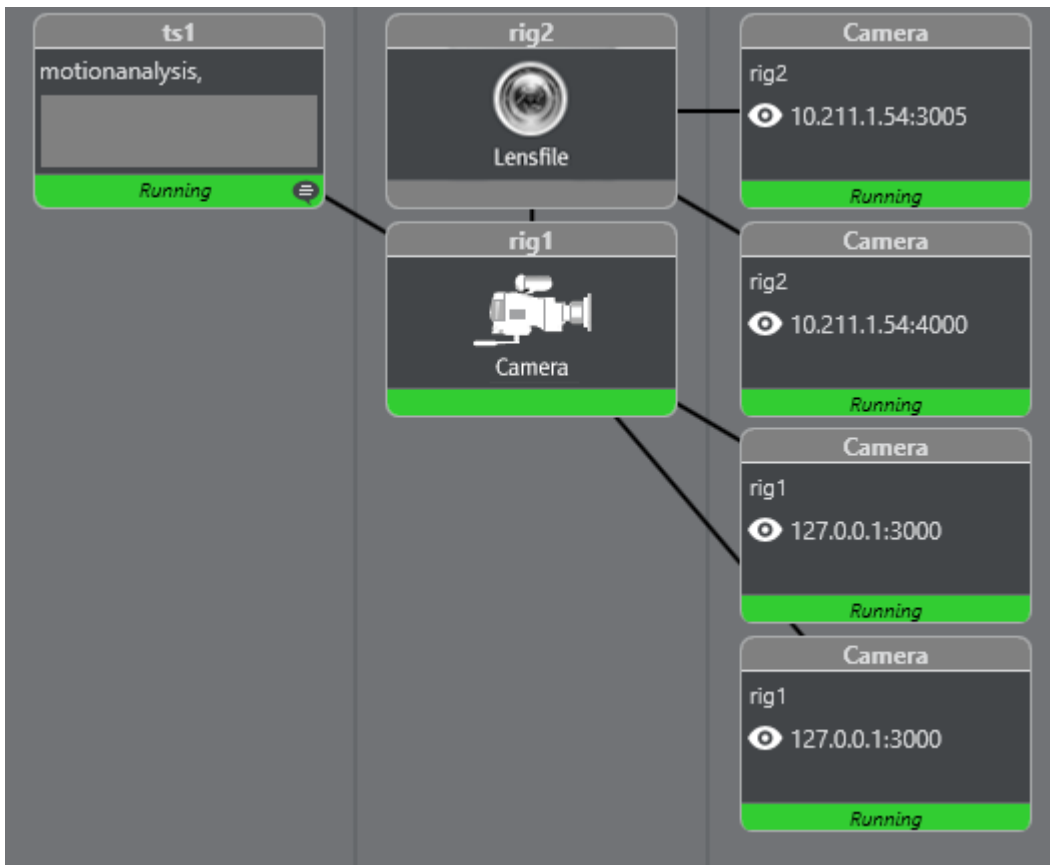 ts1
motionanalysis,
Running
rig2
Lensfile
rig1
Camera
Camera
rig2
10.211.1.54:3005
Running
Camera
rig2
10.211.1.54:4000
Running
Camera
rig1
127.0.0.1:3000
Running
Camera
rig1
127.0.0.1:3000
Running